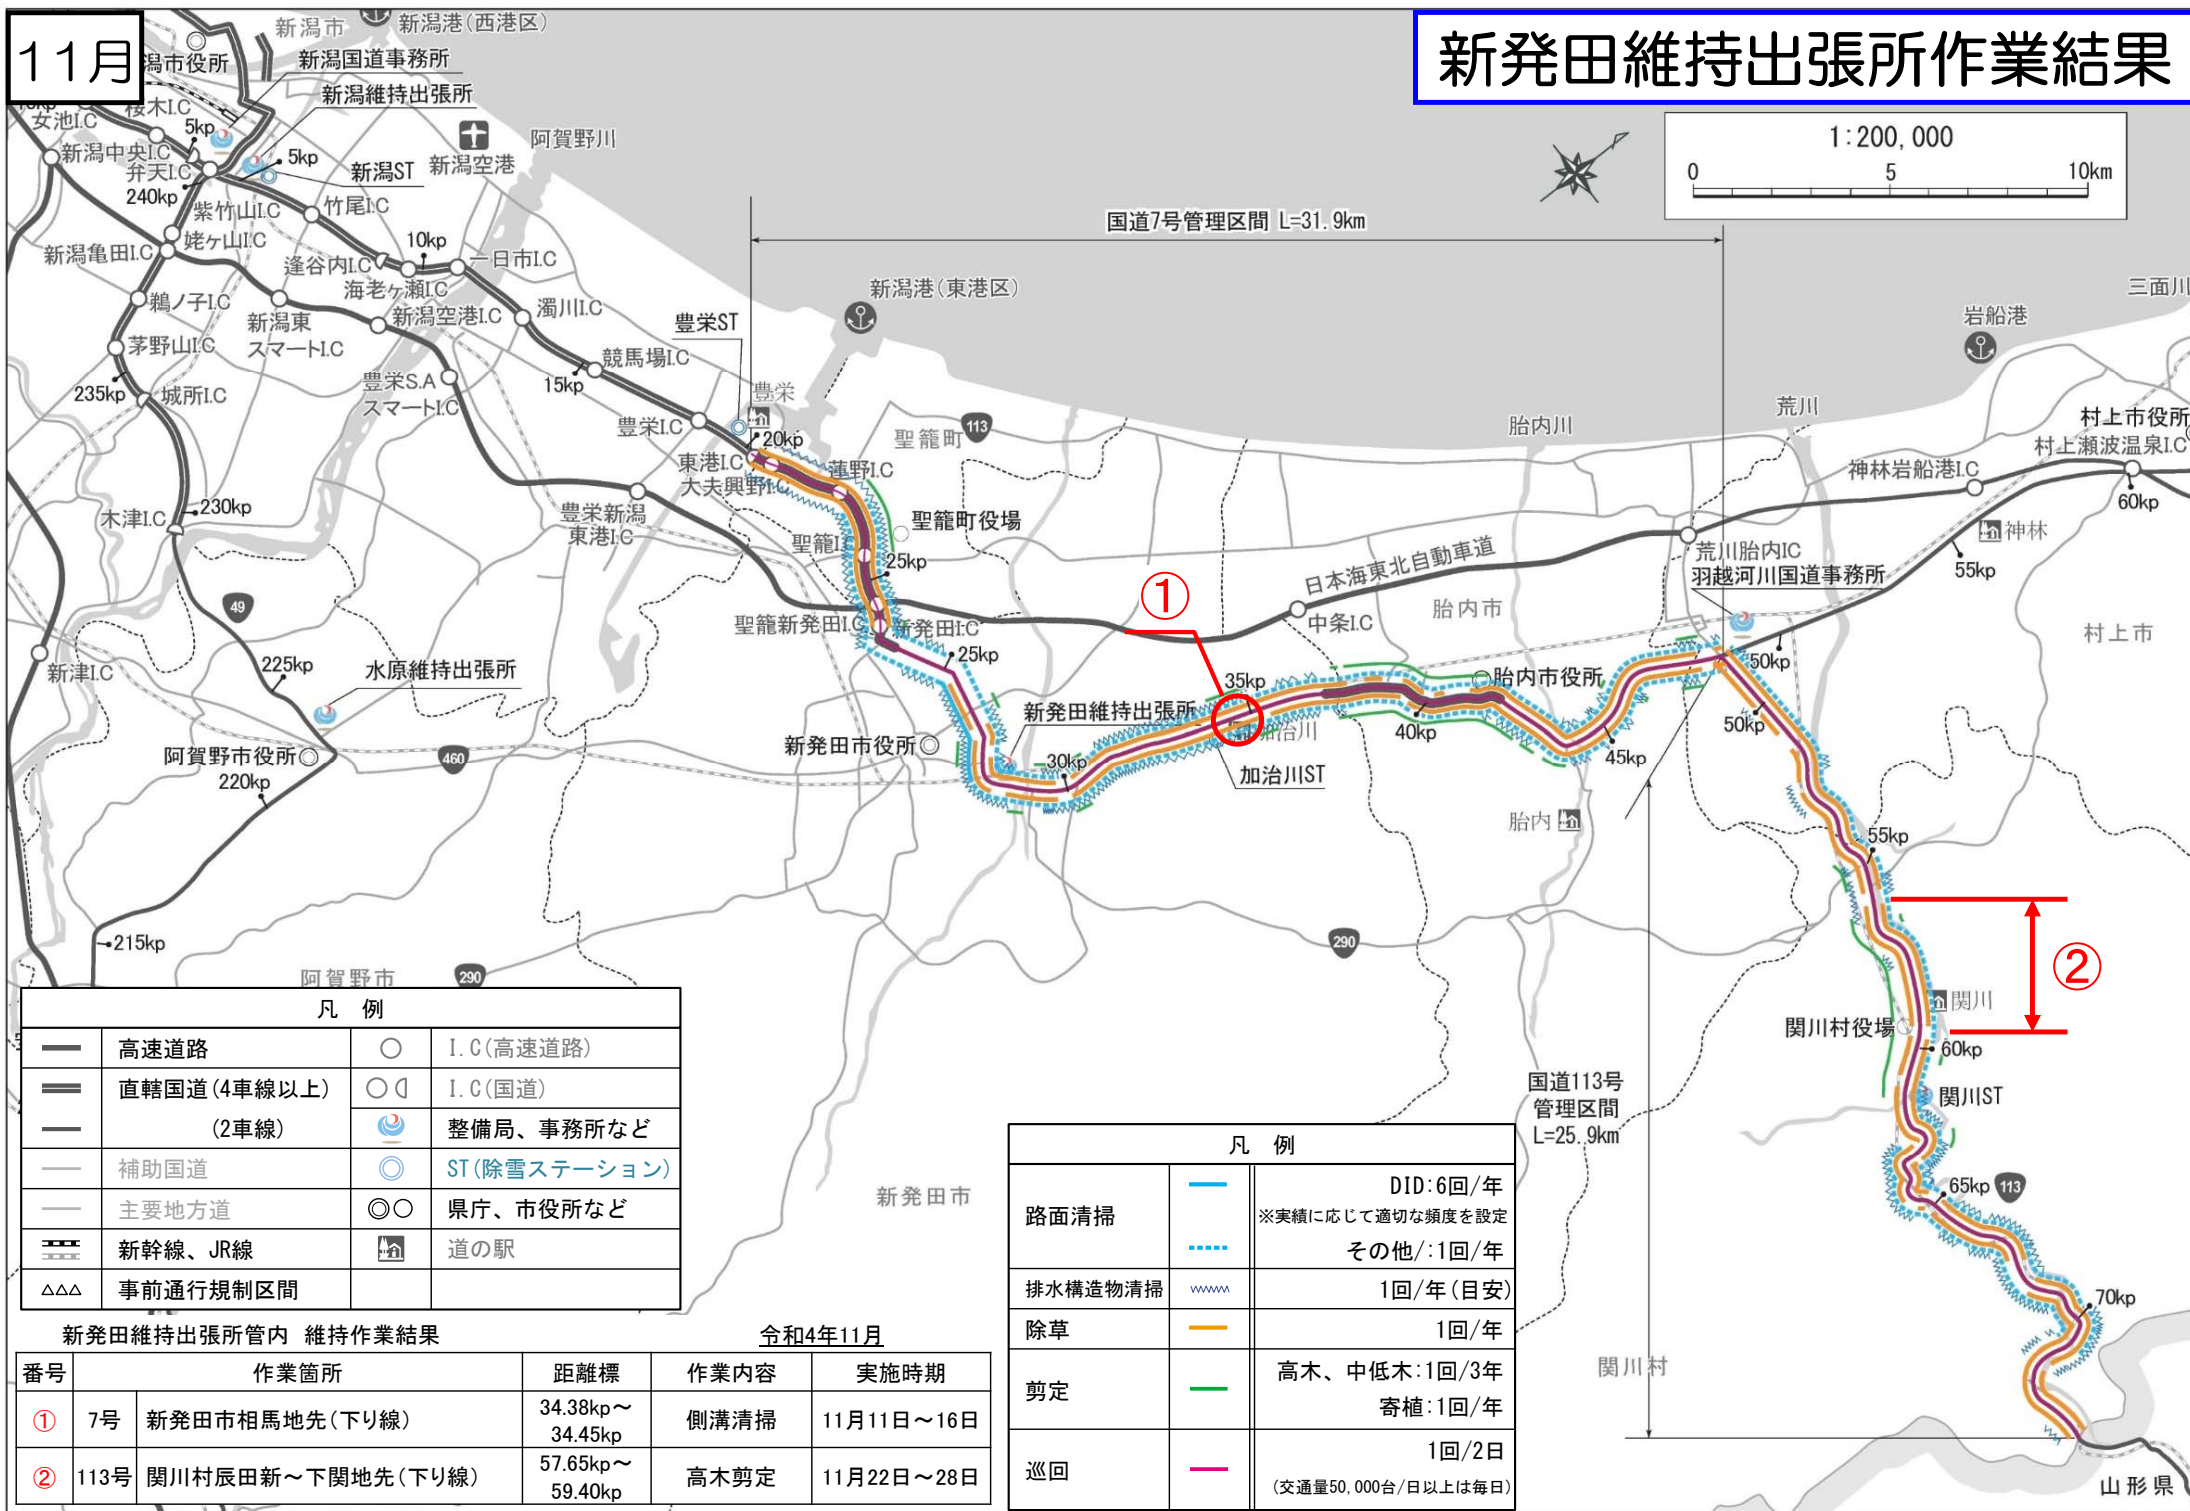 11月
新発田維持出張所作業結果
1:200,000
0 5 10km
新潟市
新潟港(西港区)
潟市役所
新潟国道事務所
新潟維持出張所
桜木I.C
女池I.C
5kp
新潟中央I.C
弁天I.C
5kp
新潟ST
新潟空港
阿賀野川
240kp
紫竹山I.C
竹尾I.C
姥ヶ山I.C
新潟亀田I.C
10kp
逢谷内I.C
一日市I.C
海老ヶ瀬I.C
鵜ノ子I.C
新潟東
スマートI.C
新潟空港I.C
濁川I.C
茅野山I.C
235kp
城所I.C
豊栄S.A
スマートI.C
15kp
競馬場I.C
豊栄ST
国道7号管理区間 L=31.9km
新潟港(東港区)
三面川
岩船港
豊栄
豊栄I.C
20kp
聖籠町
113
胎内川
荒川
村上市役所
村上瀬波温泉I.C
東港I.C
蓮野I.C
大夫興野I.C
神林岩船港I.C
60kp
230kp
木津I.C
豊栄新潟
東港I.C
聖籠町役場
聖籠I.
25kp
神林
荒川胎内IC
55kp
羽越河川国道事務所
日本海東北自動車道
①
49
聖籠新発田I.C
新発田I.C
中条I.C
胎内市
村上市
新津I.C
225kp
水原維持出張所
25kp
50kp
35kp
胎内市役所
新発田維持出張所
加治川
40kp
50kp
阿賀野市役所
460
新発田市役所
30kp
加治川ST
45kp
220kp
胎内
55kp
290
215kp
阿賀野市
290
②
関川
関川村役場
60kp
国道113号
管理区間
L=25.9km
関川ST
新発田市
65kp
113
70kp
関川村
山形県
凡 例
高速道路 I.C(高速道路)
直轄国道(4車線以上) I.C(国道)
(2車線) 整備局、事務所など
補助国道 ST(除雪ステーション)
主要地方道 県庁、市役所など
新幹線、JR線 道の駅
事前通行規制区間
凡 例
路面清掃 DID:6回/年
※実績に応じて適切な頻度を設定
その他/:1回/年
排水構造物清掃 1回/年(目安)
除草 1回/年
剪定 高木、中低木:1回/3年
寄植:1回/年
巡回 1回/2日
(交通量50,000台/日以上は毎日)
新発田維持出張所管内 維持作業結果 令和4年11月
番号 作業箇所 距離標 作業内容 実施時期
① 7号 新発田市相馬地先(下り線) 34.38kp～34.45kp 側溝清掃 11月11日～16日
② 113号 関川村辰田新～下関地先(下り線) 57.65kp～59.40kp 高木剪定 11月22日～28日